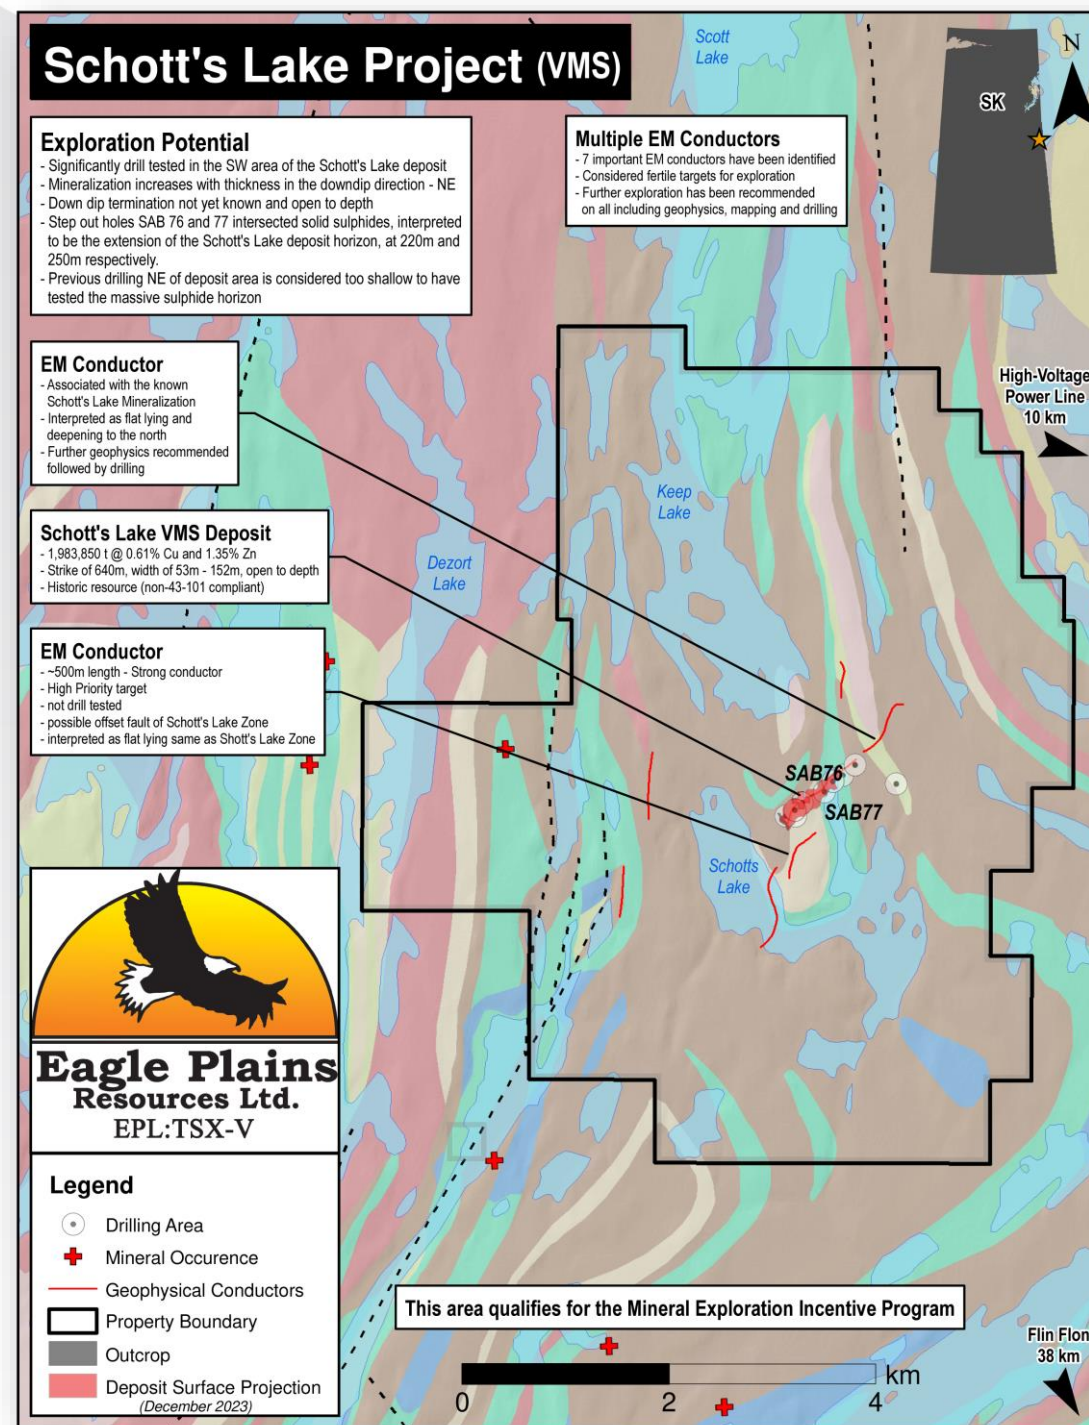 Schott's Lake Project (VMS)
Scott
Lake
N
SK
Exploration Potential
- Significantly drill tested in the SW area of the Schott's Lake deposit
- Mineralization increases with thickness in the downdip direction - NE
- Down dip termination not yet known and open to depth
- Step out holes SAB 76 and 77 intersected solid sulphides, interpreted
to be the extension of the Schott's Lake deposit horizon, at 220m and
250m respectively.
- Previous drilling NE of deposit area is considered too shallow to have
tested the massive sulphide horizon
Multiple EM Conductors
- 7 important EM conductors have been identified
- Considered fertile targets for exploration
- Further exploration has been recommended
on all including geophysics, mapping and drilling
EM Conductor
- Associated with the known
Schott's Lake Mineralization
- Interpreted as flat lying and
deepening to the north
- Further geophysics recommended
followed by drilling
High-Voltage
Power Line
10 km
Keep
Lake
Schott's Lake VMS Deposit
- 1,983,850 t @ 0.61% Cu and 1.35% Zn
- Strike of 640m, width of 53m - 152m, open to depth
- Historic resource (non-43-101 compliant)
Dezort
Lake
EM Conductor
- ~500m length - Strong conductor
- High Priority target
- not drill tested
- possible offset fault of Schott's Lake Zone
- interpreted as flat lying same as Shott's Lake Zone
SAB76
SAB77
Schotts
Lake
Eagle Plains
Resources Ltd.
EPL:TSX-V
Legend
Drilling Area
Mineral Occurence
Geophysical Conductors
Property Boundary
Outcrop
Deposit Surface Projection
(December 2023)
This area qualifies for the Mineral Exploration Incentive Program
Flin Flon
38 km
km
0 2 4